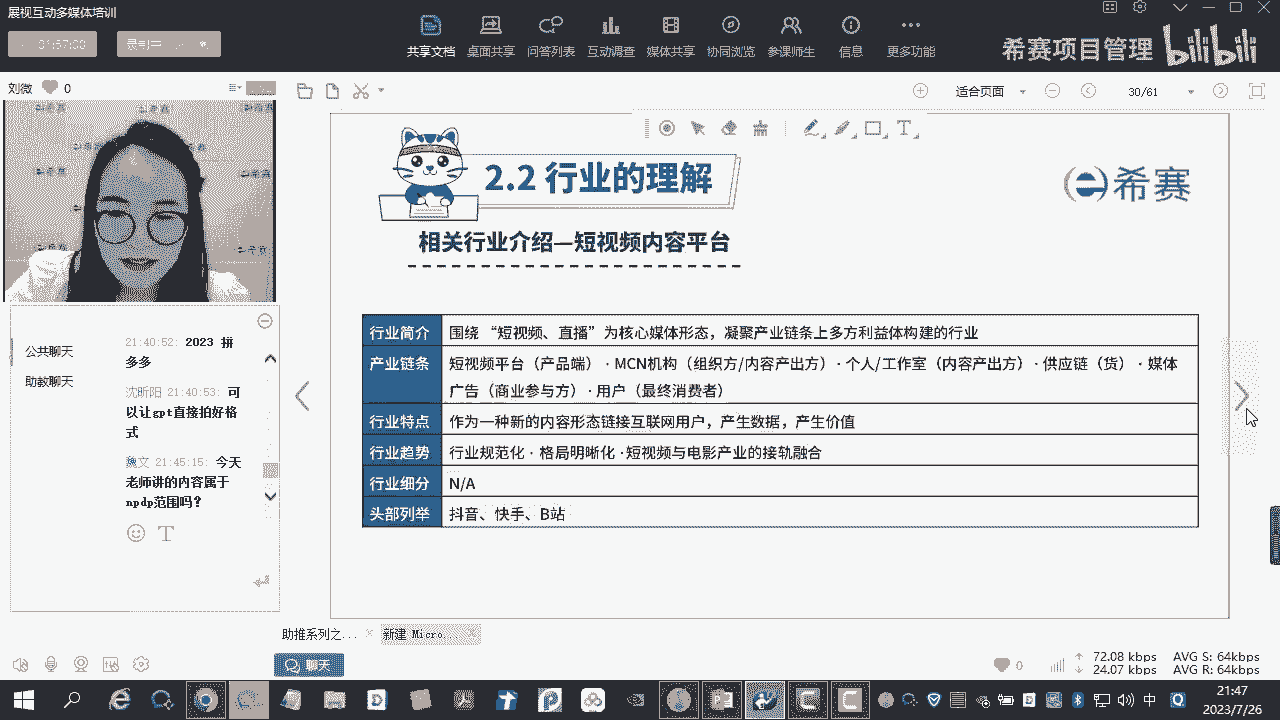 展视互动多媒体培训
01:57:00
共享文档 桌面共享 问答列表 互动调查 媒体共享 协同浏览 参课师生 信息 更多功能
希赛项目管理 bilibili
刘微 0
适合页面 30/61
2.2 行业的理解
希赛
相关行业介绍—短视频内容平台
行业简介 围绕 “短视频、直播”为核心媒体形态，凝聚产业链条上多方利益体构建的行业
产业链条 短视频平台（产品端）·MCN机构（组织方/内容产出方）·个人/工作室（内容产出方）·供应链（货）·媒体
广告（商业参与方）·用户（最终消费者）
行业特点 作为一种新的内容形态链接互联网用户，产生数据，产生价值
行业趋势 行业规范化·格局明晰化·短视频与电影产业的接轨融合
行业细分 N/A
头部列举 抖音、快手、B站
公共聊天
助教聊天
21:40:52: 2023 拼
多多
沈昕阳 21:40:53: 可
以让gpt直接拍好格
式
魏文 21:45:15: 今天
老师讲的内容属于
npdp范围吗？
助推系列之... 新建 Micro.
聊天
0
72.08 kbps AVG S: 64kbps
24.07 kbps AVG R: 64kbps
中
21:47
2023/7/26